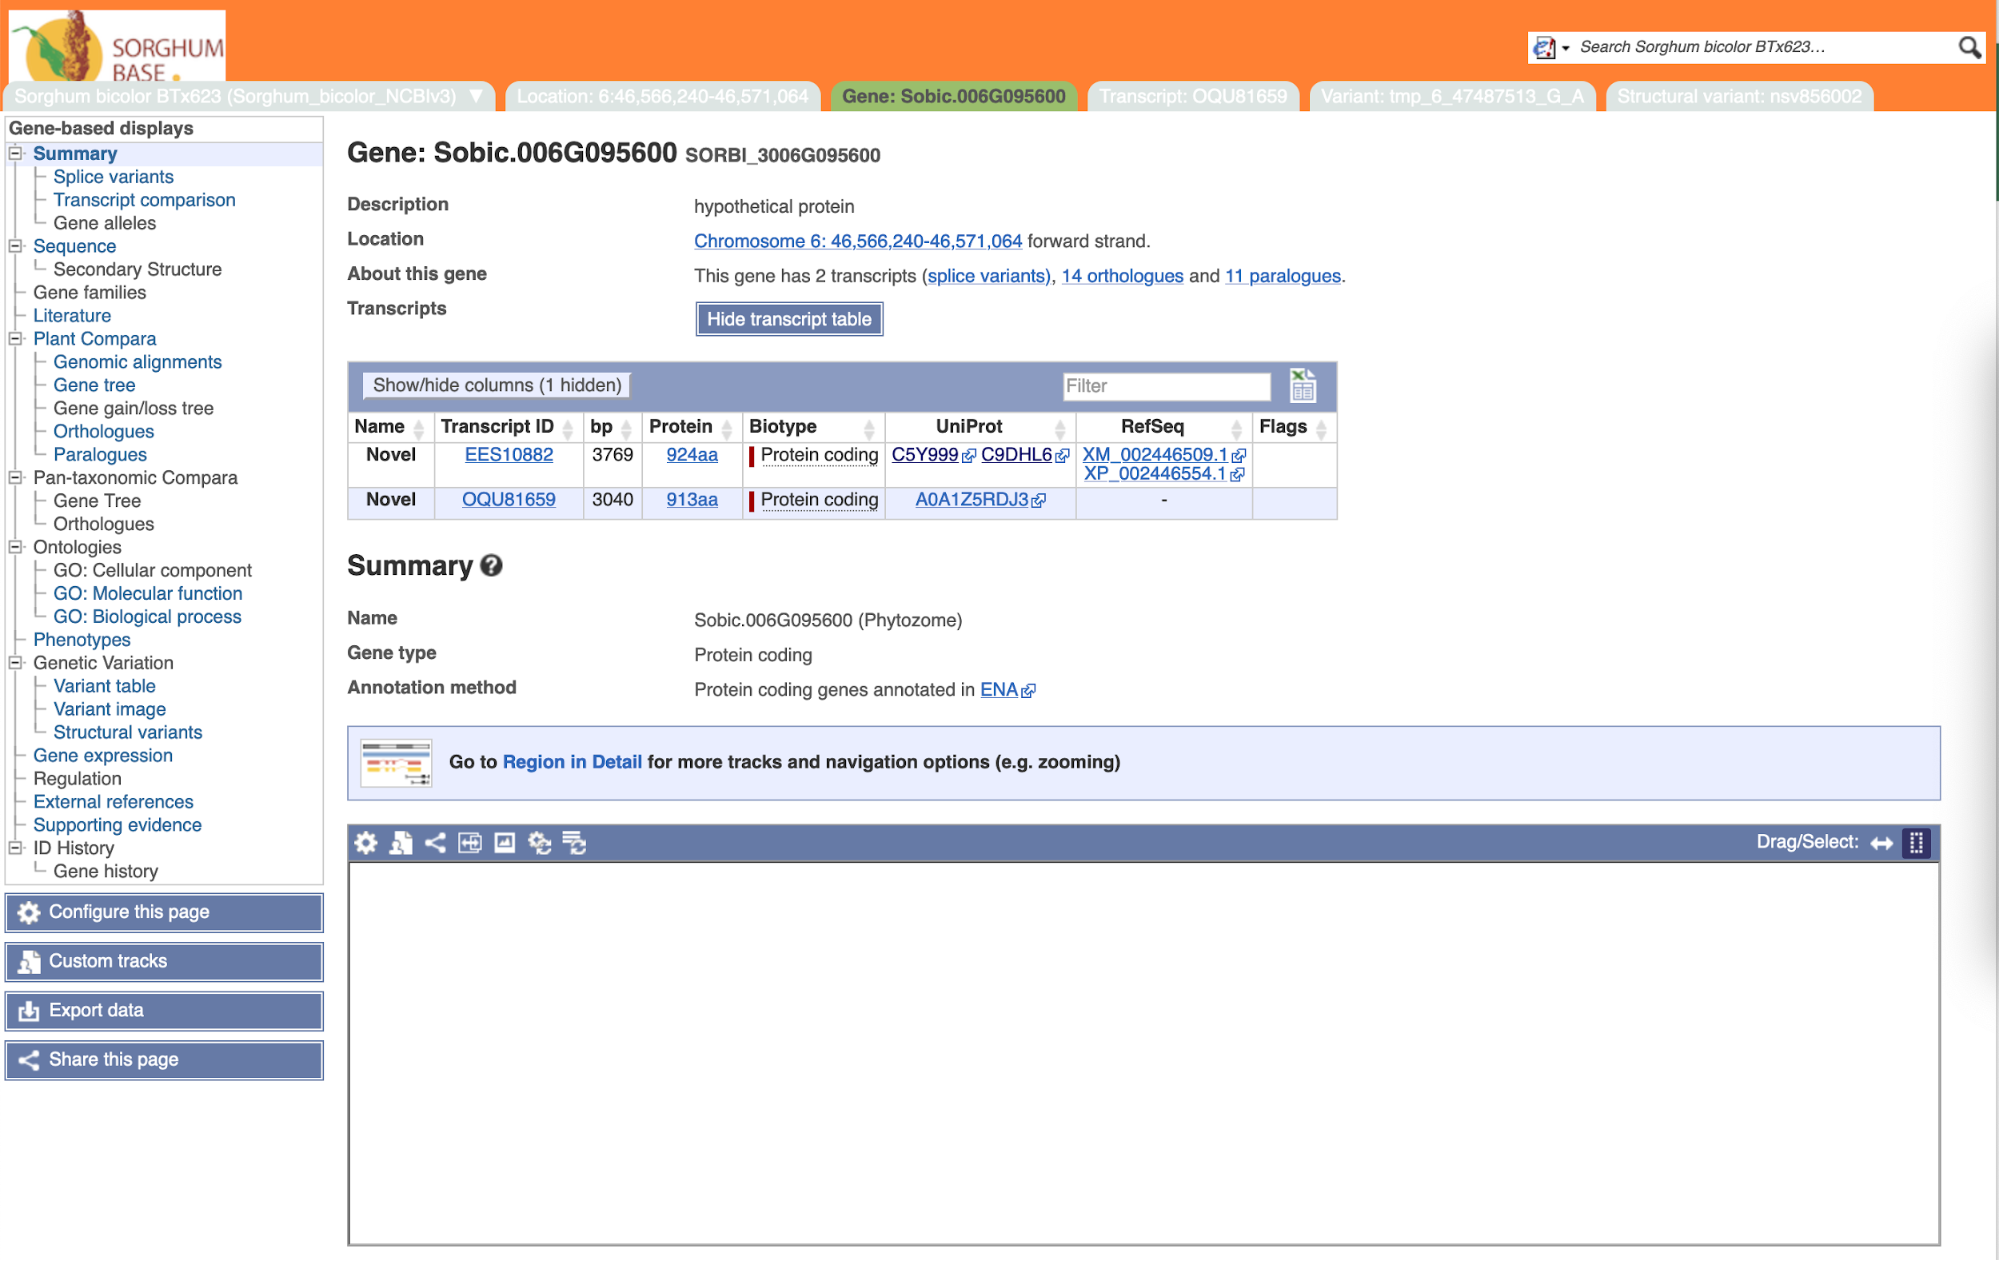 SORGHUM
BASE
Search Sorghum bicolor BTx623...
Sorghum bicolor BTx623 (Sorghum_bicolor_NCBIv3) ▼
Location: 6:46,566,240-46,571,064
Gene: Sobic.006G095600
Transcript: OQU81659
Variant: tmp_6_47487513_G_A
Structural variant: nsv856002
Gene-based displays
Summary
Splice variants
Transcript comparison
Gene alleles
Sequence
Secondary Structure
Gene families
Literature
Plant Compara
Genomic alignments
Gene tree
Gene gain/loss tree
Orthologues
Paralogues
Pan-taxonomic Compara
Gene Tree
Orthologues
Ontologies
GO: Cellular component
GO: Molecular function
GO: Biological process
Phenotypes
Genetic Variation
Variant table
Variant image
Structural variants
Gene expression
Regulation
External references
Supporting evidence
ID History
Gene history
Configure this page
Custom tracks
Export data
Share this page
Gene: Sobic.006G095600 SORBI_3006G095600
Description hypothetical protein
Location Chromosome 6: 46,566,240-46,571,064 forward strand.
About this gene This gene has 2 transcripts (splice variants), 14 orthologues and 11 paralogues.
Transcripts Hide transcript table
Show/hide columns (1 hidden) Filter
Name Transcript ID bp Protein Biotype UniProt RefSeq Flags
Novel EES10882 3769 924aa Protein coding C5Y999 C9DHL6 XM_002446509.1
XP_002446554.1
Novel OQU81659 3040 913aa Protein coding A0A1Z5RDJ3 -
Summary ?
Name Sobic.006G095600 (Phytozome)
Gene type Protein coding
Annotation method Protein coding genes annotated in ENA
Go to Region in Detail for more tracks and navigation options (e.g. zooming)
Drag/Select: